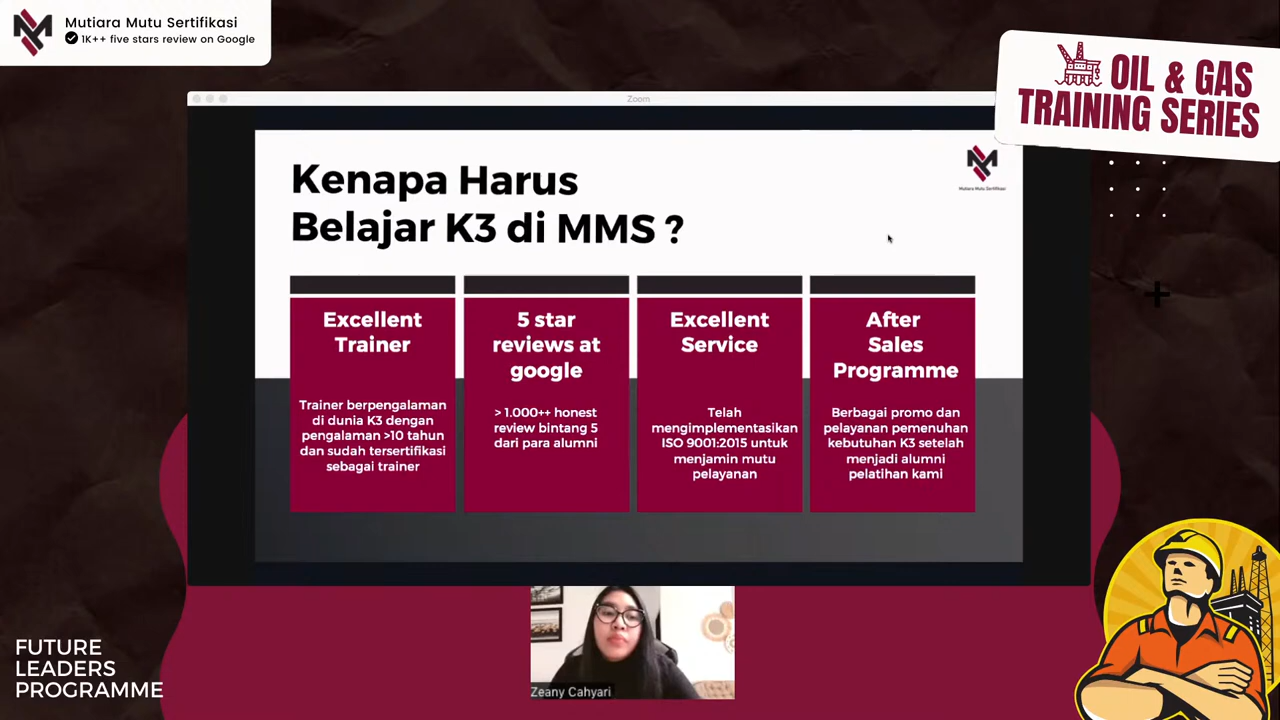 Mutiara Mutu Sertifikasi
1K++ five stars review on Google
OIL & GAS
TRAINING SERIES
Zoom
Kenapa Harus
Belajar K3 di MMS ?
Mutiara Mutu Sertifikasi
Excellent
Trainer
Trainer berpengalaman
di dunia K3 dengan
pengalaman >10 tahun
dan sudah tersertifikasi
sebagai trainer
5 star
reviews at
google
> 1.000++ honest
review bintang 5
dari para alumni
Excellent
Service
Telah
mengimplementasikan
ISO 9001:2015 untuk
menjamin mutu
pelayanan
After
Sales
Programme
Berbagai promo dan
pelayanan pemenuhan
kebutuhan K3 setelah
menjadi alumni
pelatihan kami
Zeany Cahyari
FUTURE
LEADERS
PROGRAMME